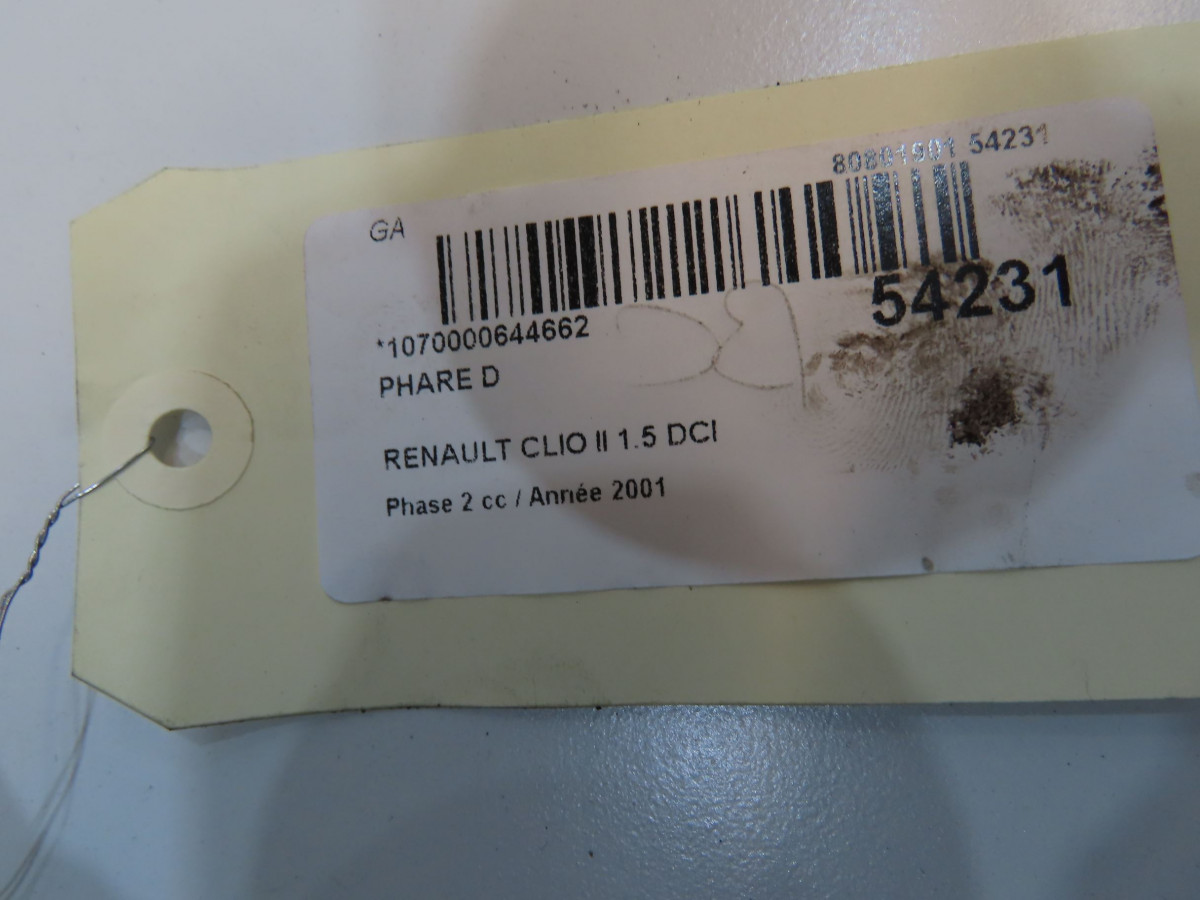 80801901 54231
GA
54231
*1070000644662
PHARE D
RENAULT CLIO II 1.5 DCI
Phase 2 cc / Année 2001